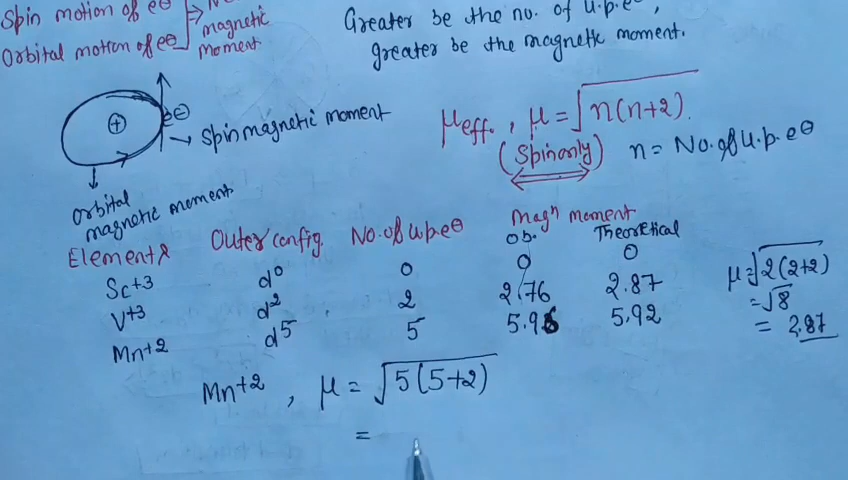 Spin motion of e⊖
Orbital motion of e⊖
magnetic
moment
Greater be the no. of u.p.e⊖,
greater be the magnetic moment.
⊕
e⊖
Spin magnetic moment
Orbital
magnetic moment
μeff. , μ = √n(n+2).
(Spin only) n = No. of u.p. e⊖
Element& Outer config. No. of u.p.e⊖ Magⁿ moment
ob. Theoretical
Sc+3 d⁰ 0 0 0
V+3 d² 2 2.76 2.87
Mn+2 d⁵ 5 5.96 5.92
μ = √2(2+2)
= √8
= 2.87
Mn+2 , μ = √5(5+2)
=